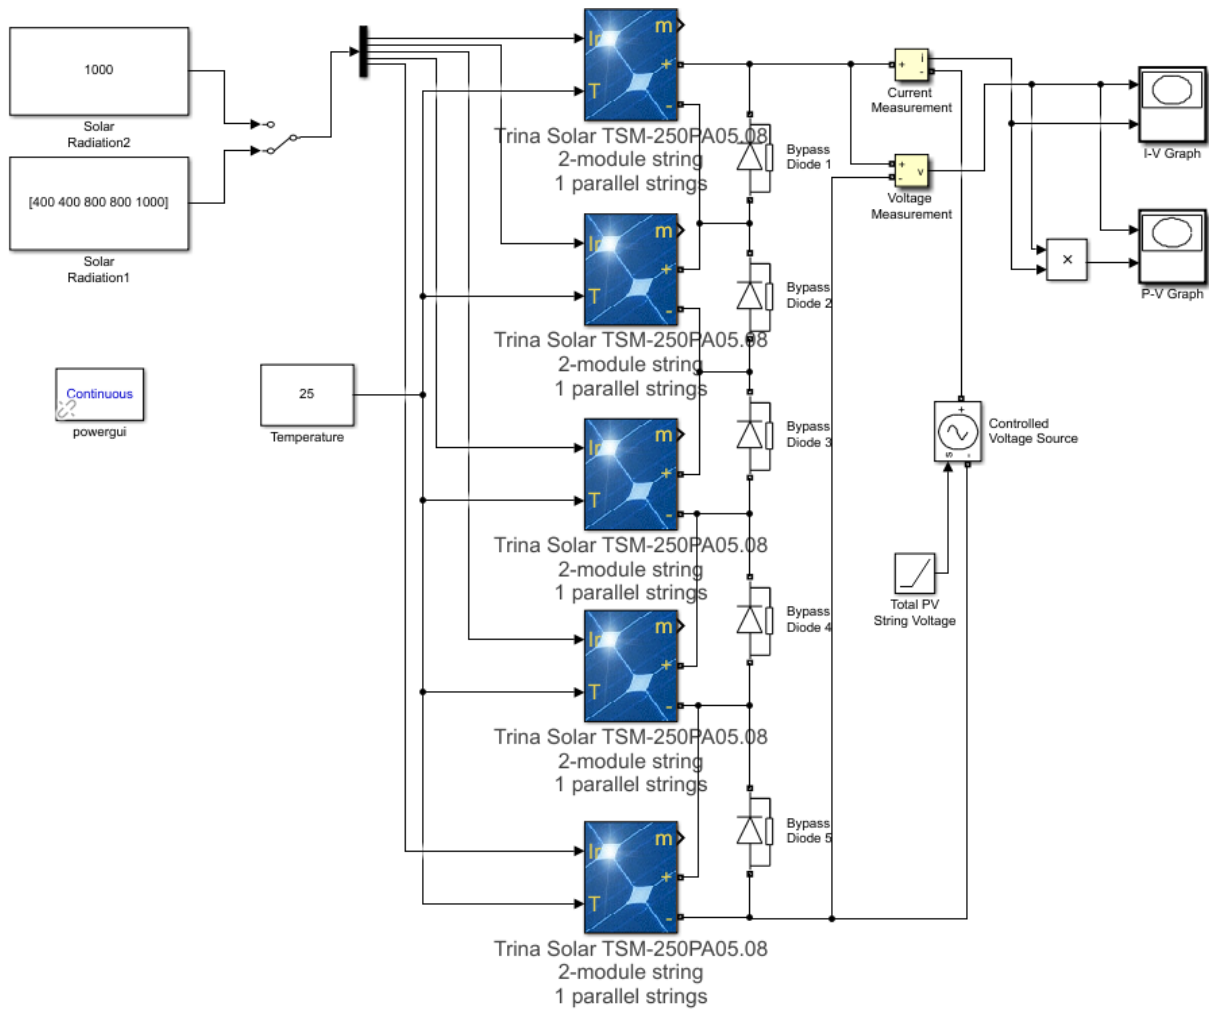 1000
Solar
Radiation2
[400 400 800 800 1000]
Solar
Radiation1
Continuous
powergui
25
Temperature
Ir
T
m
+
-
Trina Solar TSM-250PA05.08
2-module string
1 parallel strings
Ir
T
m
+
-
Trina Solar TSM-250PA05.08
2-module string
1 parallel strings
Ir
T
m
+
-
Trina Solar TSM-250PA05.08
2-module string
1 parallel strings
Ir
T
m
+
-
Trina Solar TSM-250PA05.08
2-module string
1 parallel strings
Ir
T
m
+
-
Trina Solar TSM-250PA05.08
2-module string
1 parallel strings
Bypass
Diode 1
Bypass
Diode 2
Bypass
Diode 3
Bypass
Diode 4
Bypass
Diode 5
+ i -
Current
Measurement
+ - v
Voltage
Measurement
I-V Graph
×
P-V Graph
+
s -
Controlled
Voltage Source
Total PV
String Voltage